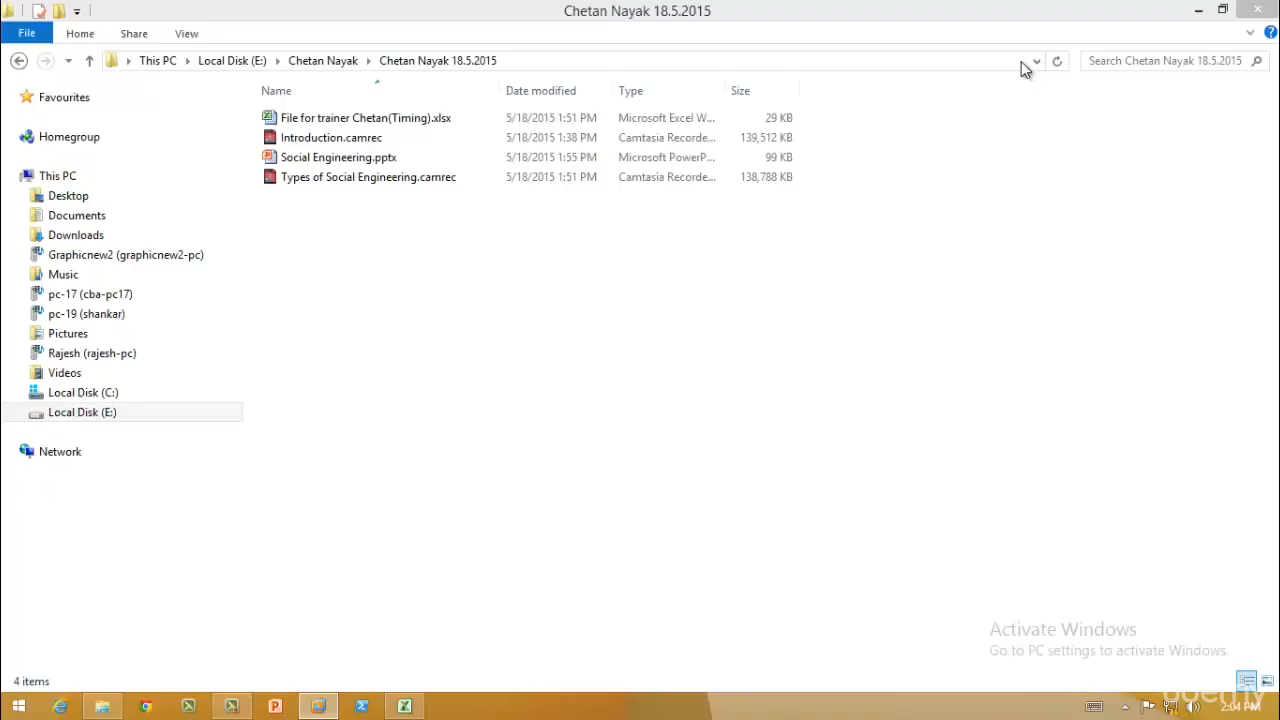 Chetan Nayak 18.5.2015
File Home Share View
This PC Local Disk (E:) Chetan Nayak Chetan Nayak 18.5.2015 Search Chetan Nayak 18.5.2015
Favourites
Homegroup
This PC
Desktop
Documents
Downloads
Graphicnew2 (graphicnew2-pc)
Music
pc-17 (cba-pc17)
pc-19 (shankar)
Pictures
Rajesh (rajesh-pc)
Videos
Local Disk (C:)
Local Disk (E:)
Network
Name Date modified Type Size
File for trainer Chetan(Timing).xlsx 5/18/2015 1:51 PM Microsoft Excel W... 29 KB
Introduction.camrec 5/18/2015 1:38 PM Camtasia Recorde... 139,512 KB
Social Engineering.pptx 5/18/2015 1:55 PM Microsoft PowerP... 99 KB
Types of Social Engineering.camrec 5/18/2015 1:51 PM Camtasia Recorde... 138,788 KB
Activate Windows
Go to PC settings to activate Windows.
4 items
udemy
2:04 PM